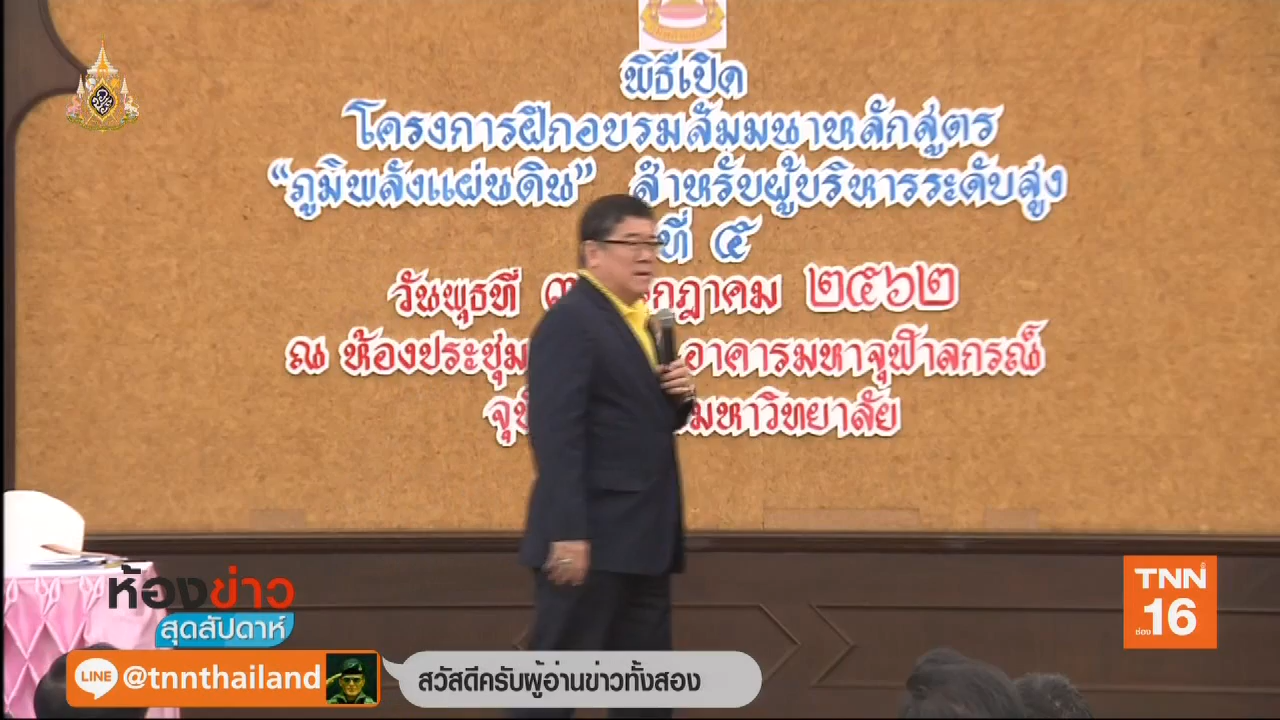 พิธีเปิด
โครงการฝึกอบรมสัมมนาหลักสูตร
“ภูมิพลังแผ่นดิน” สำหรับผู้บริหารระดับสูง
ที่ ๕
วันพุธที่ กฎาคม ๒๕๖๒
ณ ห้องประชุม อาคารมหาจุฬาลกรณ์
มหาวิทยาลัย
ห้องข่าว
สุดสัปดาห์
TNN
ช่อง 16
LINE @tnnthailand สวัสดีครับผู้อ่านข่าวทั้งสอง